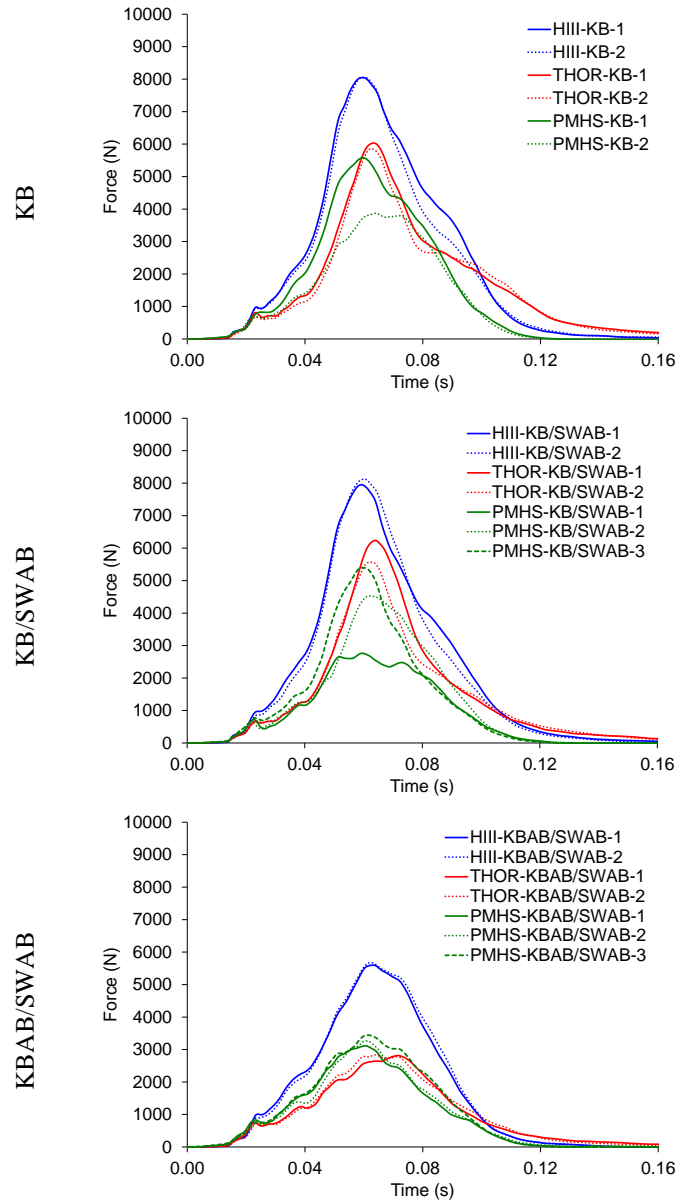 KB
Force (N)
10000
9000
8000
7000
6000
5000
4000
3000
2000
1000
0
HIII-KB-1
HIII-KB-2
THOR-KB-1
THOR-KB-2
PMHS-KB-1
PMHS-KB-2
0.00 0.04 0.08 0.12 0.16
Time (s)
KB/SWAB
Force (N)
10000
9000
8000
7000
6000
5000
4000
3000
2000
1000
0
HIII-KB/SWAB-1
HIII-KB/SWAB-2
THOR-KB/SWAB-1
THOR-KB/SWAB-2
PMHS-KB/SWAB-1
PMHS-KB/SWAB-2
PMHS-KB/SWAB-3
0.00 0.04 0.08 0.12 0.16
Time (s)
KBAB/SWAB
Force (N)
10000
9000
8000
7000
6000
5000
4000
3000
2000
1000
0
HIII-KBAB/SWAB-1
HIII-KBAB/SWAB-2
THOR-KBAB/SWAB-1
THOR-KBAB/SWAB-2
PMHS-KBAB/SWAB-1
PMHS-KBAB/SWAB-2
PMHS-KBAB/SWAB-3
0.00 0.04 0.08 0.12 0.16
Time (s)